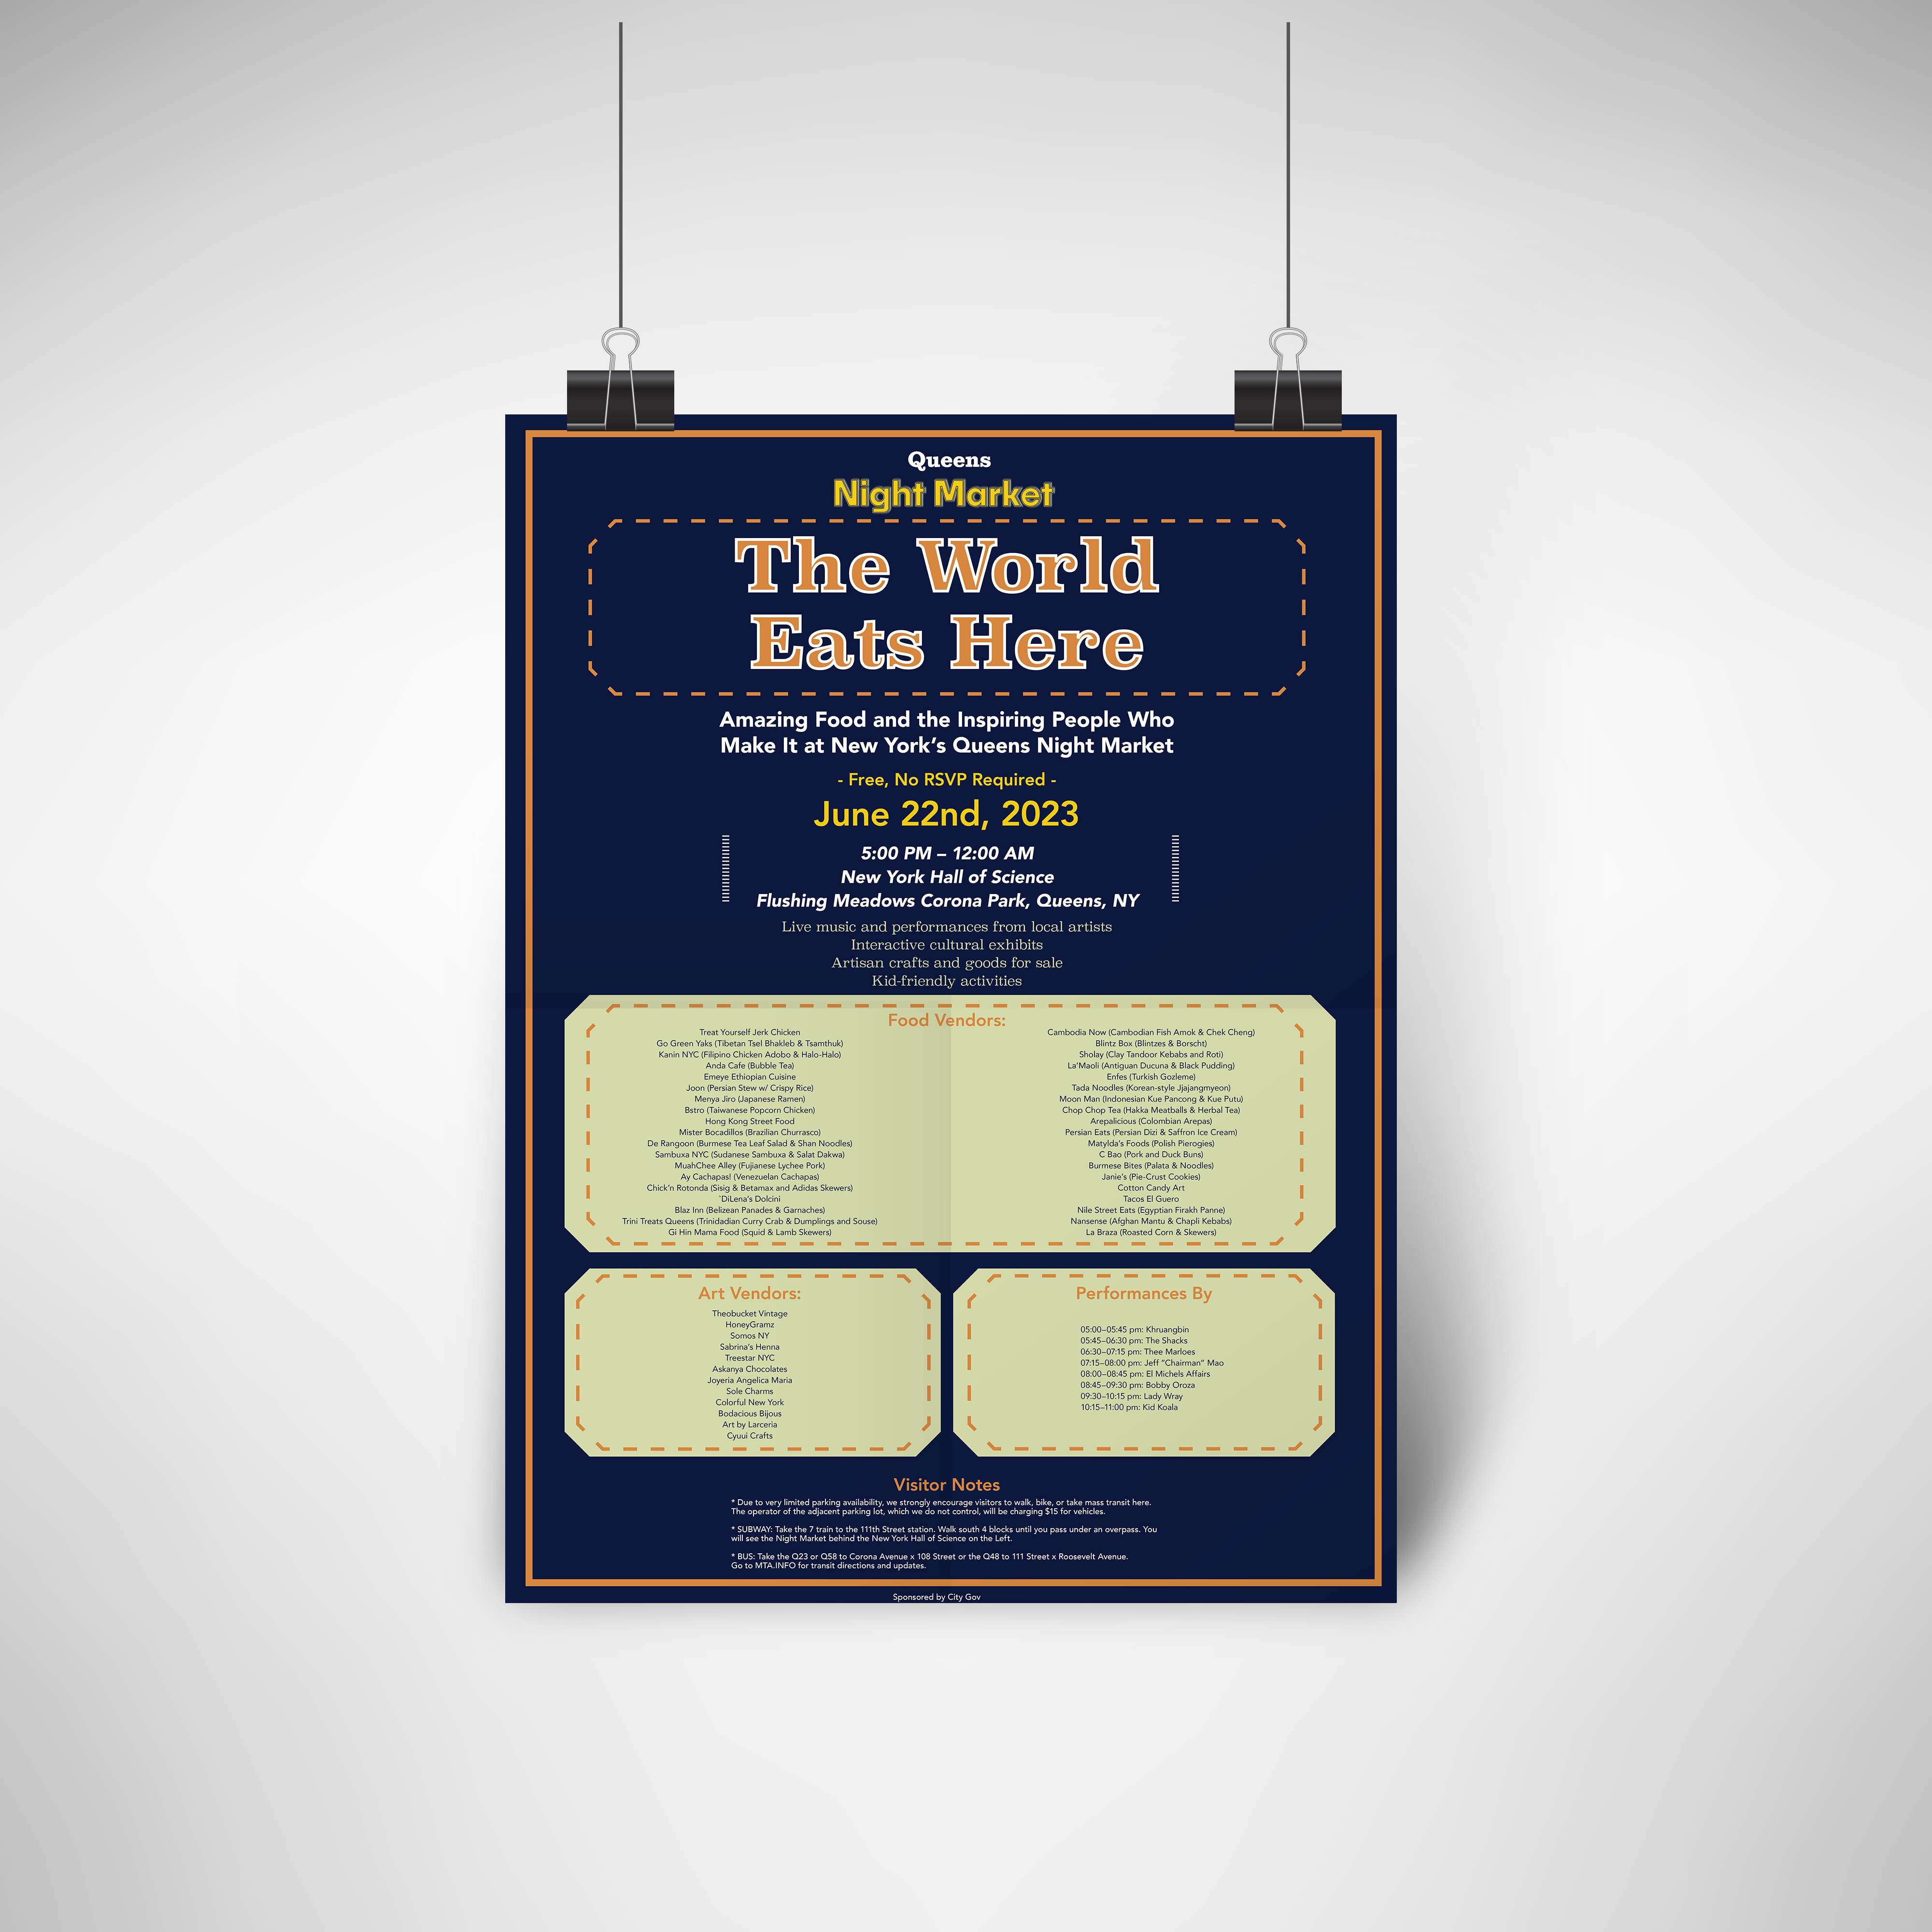 Queens
Night Market
The World
Eats Here
Amazing Food and the Inspiring People Who
Make It at New York’s Queens Night Market
- Free, No RSVP Required -
June 22nd, 2023
5:00 PM – 12:00 AM
New York Hall of Science
Flushing Meadows Corona Park, Queens, NY
Live music and performances from local artists
Interactive cultural exhibits
Artisan crafts and goods for sale
Kid-friendly activities
Food Vendors:
Treat Yourself Jerk Chicken
Go Green Yaks (Tibetan Tsel Bhakleb & Tsamthuk)
Kanin NYC (Filipino Chicken Adobo & Halo-Halo)
Anda Cafe (Bubble Tea)
Emeye Ethiopian Cuisine
Joon (Persian Stew w/ Crispy Rice)
Menya Jiro (Japanese Ramen)
Bstro (Taiwanese Popcorn Chicken)
Hong Kong Street Food
Mister Bocadillos (Brazilian Churrasco)
De Rangoon (Burmese Tea Leaf Salad & Shan Noodles)
Sambuxa NYC (Sudanese Sambuxa & Salat Dakwa)
MuahChee Alley (Fujianese Lychee Pork)
Ay Cachapas! (Venezuelan Cachapas)
Chick’n Rotonda (Sisig & Betamax and Adidas Skewers)
`DiLena’s Dolcini
Blaz Inn (Belizean Panades & Garnaches)
Trini Treats Queens (Trinidadian Curry Crab & Dumplings and Souse)
Gi Hin Mama Food (Squid & Lamb Skewers)
Cambodia Now (Cambodian Fish Amok & Chek Cheng)
Blintz Box (Blintzes & Borscht)
Sholay (Clay Tandoor Kebabs and Roti)
La’Maoli (Antiguan Ducuna & Black Pudding)
Enfes (Turkish Gozleme)
Tada Noodles (Korean-style Jjajangmyeon)
Moon Man (Indonesian Kue Pancong & Kue Putu)
Chop Chop Tea (Hakka Meatballs & Herbal Tea)
Arepalicious (Colombian Arepas)
Persian Eats (Persian Dizi & Saffron Ice Cream)
Matylda’s Foods (Polish Pierogies)
C Bao (Pork and Duck Buns)
Burmese Bites (Palata & Noodles)
Janie’s (Pie-Crust Cookies)
Cotton Candy Art
Tacos El Guero
Nile Street Eats (Egyptian Firakh Panne)
Nansense (Afghan Mantu & Chapli Kebabs)
La Braza (Roasted Corn & Skewers)
Art Vendors:
Theobucket Vintage
HoneyGramz
Somos NY
Sabrina’s Henna
Treestar NYC
Askanya Chocolates
Joyeria Angelica Maria
Sole Charms
Colorful New York
Bodacious Bijous
Art by Larceria
Cyuui Crafts
Performances By
05:00–05:45 pm: Khruangbin
05:45–06:30 pm: The Shacks
06:30–07:15 pm: Thee Marloes
07:15–08:00 pm: Jeff “Chairman” Mao
08:00–08:45 pm: El Michels Affairs
08:45–09:30 pm: Bobby Oroza
09:30–10:15 pm: Lady Wray
10:15–11:00 pm: Kid Koala
Visitor Notes
* Due to very limited parking availability, we strongly encourage visitors to walk, bike, or take mass transit here.
The operator of the adjacent parking lot, which we do not control, will be charging $15 for vehicles.
* SUBWAY: Take the 7 train to the 111th Street station. Walk south 4 blocks until you pass under an overpass. You
will see the Night Market behind the New York Hall of Science on the Left.
* BUS: Take the Q23 or Q58 to Corona Avenue x 108 Street or the Q48 to 111 Street x Roosevelt Avenue.
Go to MTA.INFO for transit directions and updates.
Sponsored by City Gov